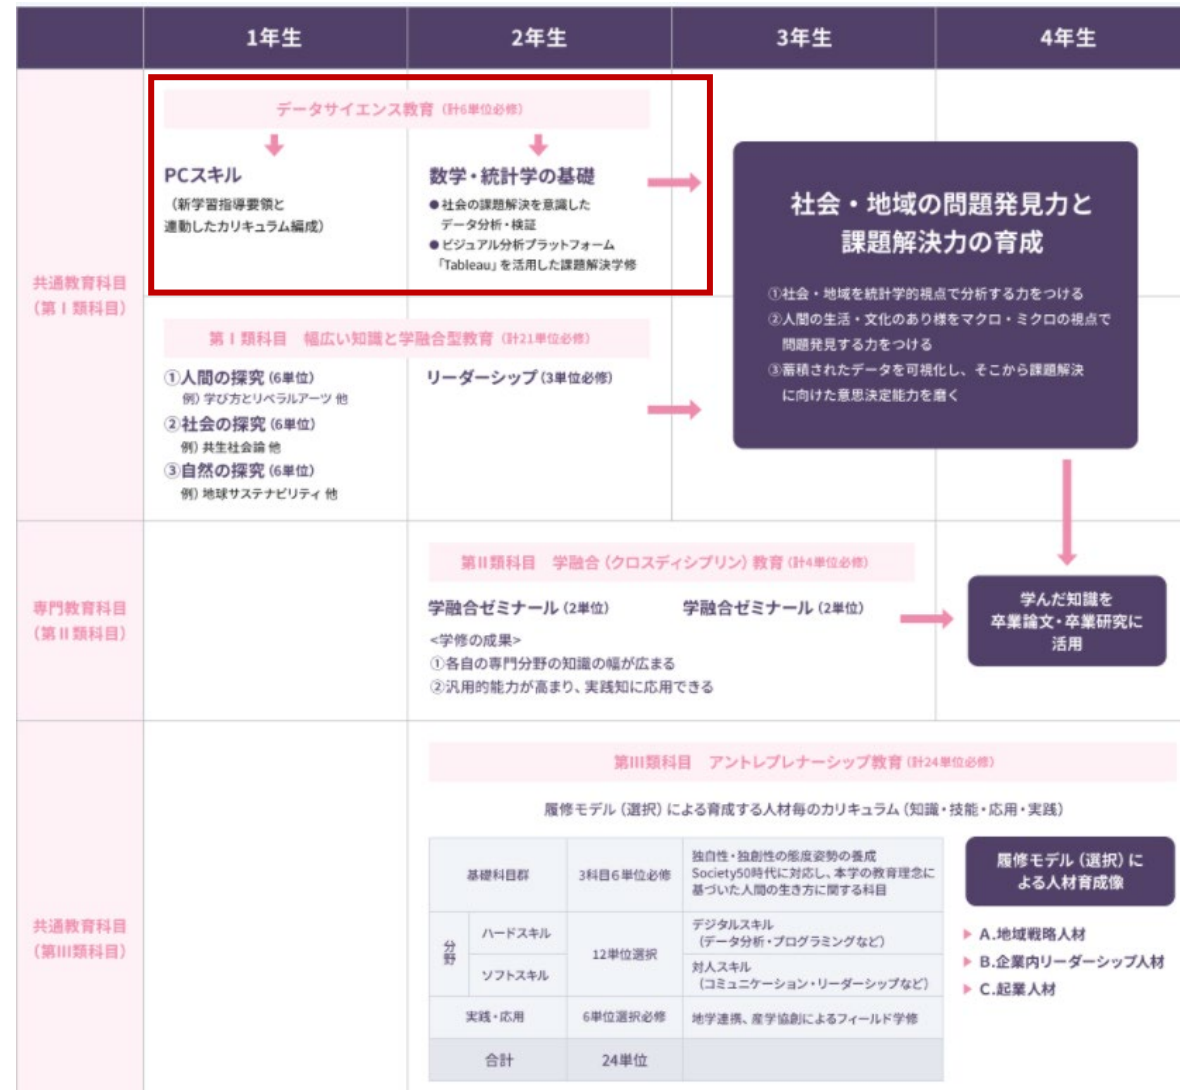 1年生
2年生
3年生
4年生
共通教育科目
(第Ⅰ類科目)
データサイエンス教育 (計6単位必修)
PCスキル
(新学習指導要領と
連動したカリキュラム編成)
数学・統計学の基礎
●社会の課題解決を意識した
データ分析・検証
●ビジュアル分析プラットフォーム
「Tableau」を活用した課題解決学修
社会・地域の問題発見力と
課題解決力の育成
①社会・地域を統計学的視点で分析する力をつける
②人間の生活・文化のあり様をマクロ・ミクロの視点で
問題発見する力をつける
③蓄積されたデータを可視化し、そこから課題解決
に向けた意思決定能力を磨く
第Ⅰ類科目 幅広い知識と学融合型教育 (計21単位必修)
①人間の探究 (6単位)
例) 学び方とリベラルアーツ 他
②社会の探究 (6単位)
例) 共生社会論 他
③自然の探究 (6単位)
例) 地球サステナビリティ 他
リーダーシップ (3単位必修)
専門教育科目
(第Ⅱ類科目)
第Ⅱ類科目 学融合 (クロスディシプリン) 教育 (計4単位必修)
学融合ゼミナール (2単位)
学融合ゼミナール (2単位)
<学修の成果>
①各自の専門分野の知識の幅が広まる
②汎用的能力が高まり、実践知に応用できる
学んだ知識を
卒業論文・卒業研究に
活用
共通教育科目
(第Ⅲ類科目)
第Ⅲ類科目 アントレプレナーシップ教育 (計24単位必修)
履修モデル (選択) による育成する人材毎のカリキュラム (知識・技能・応用・実践)
基礎科目群
3科目6単位必修
独自性・独創性の態度姿勢の養成
Society50時代に対応し、本学の教育理念に
基づいた人間の生き方に関する科目
分野
ハードスキル
12単位選択
デジタルスキル
(データ分析・プログラミングなど)
ソフトスキル
対人スキル
(コミュニケーション・リーダーシップなど)
実践・応用
6単位選択必修
地学連携、産学協創によるフィールド学修
合計
24単位
履修モデル (選択) に
よる人材育成像
A.地域戦略人材
B.企業内リーダーシップ人材
C.起業人材